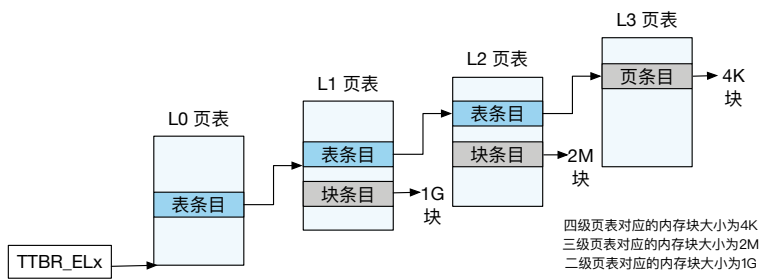 L3 页表
L2 页表
页条目
4K
块
L1 页表
表条目
L0 页表
表条目
块条目
2M
块
表条目
块条目
1G
块
四级页表对应的内存块大小为4K
三级页表对应的内存块大小为2M
二级页表对应的内存块大小为1G
TTBR_ELx